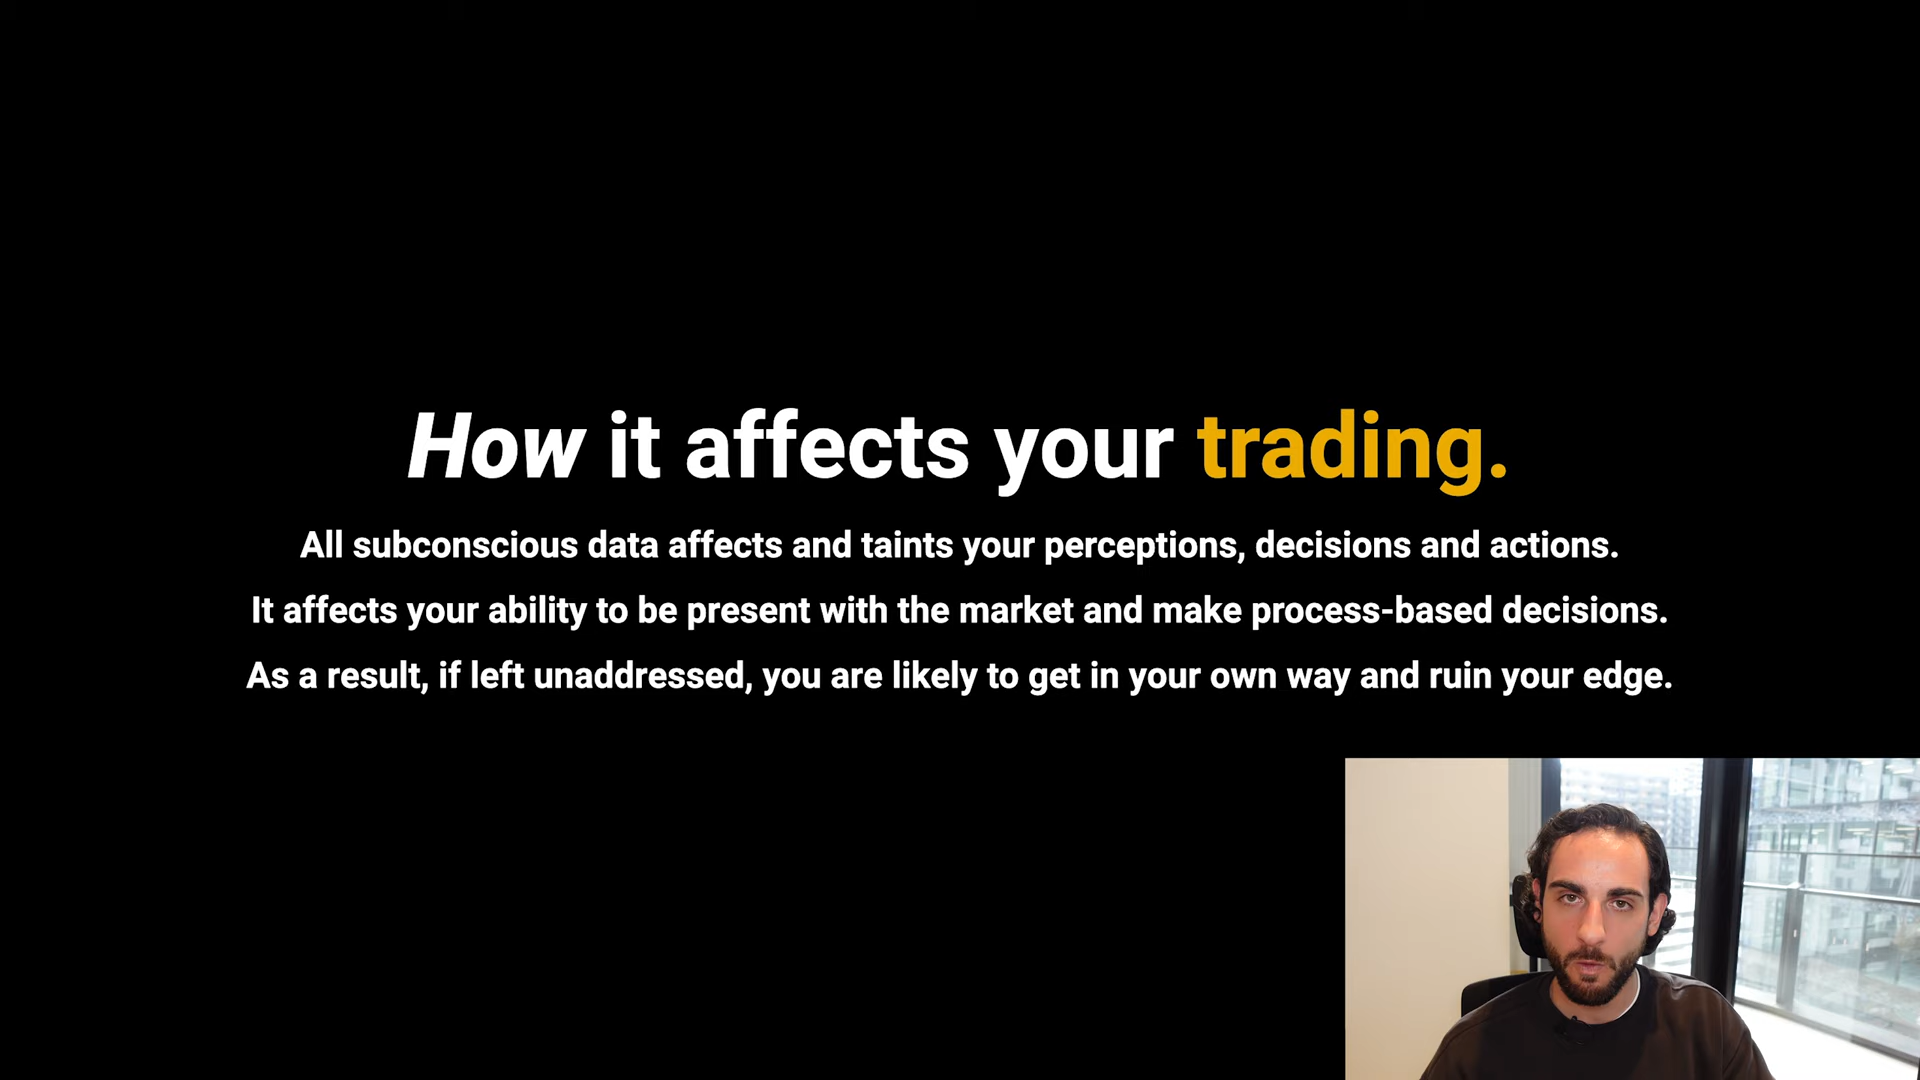 How it affects your trading.
All subconscious data affects and taints your perceptions, decisions and actions.
It affects your ability to be present with the market and make process-based decisions.
As a result, if left unaddressed, you are likely to get in your own way and ruin your edge.